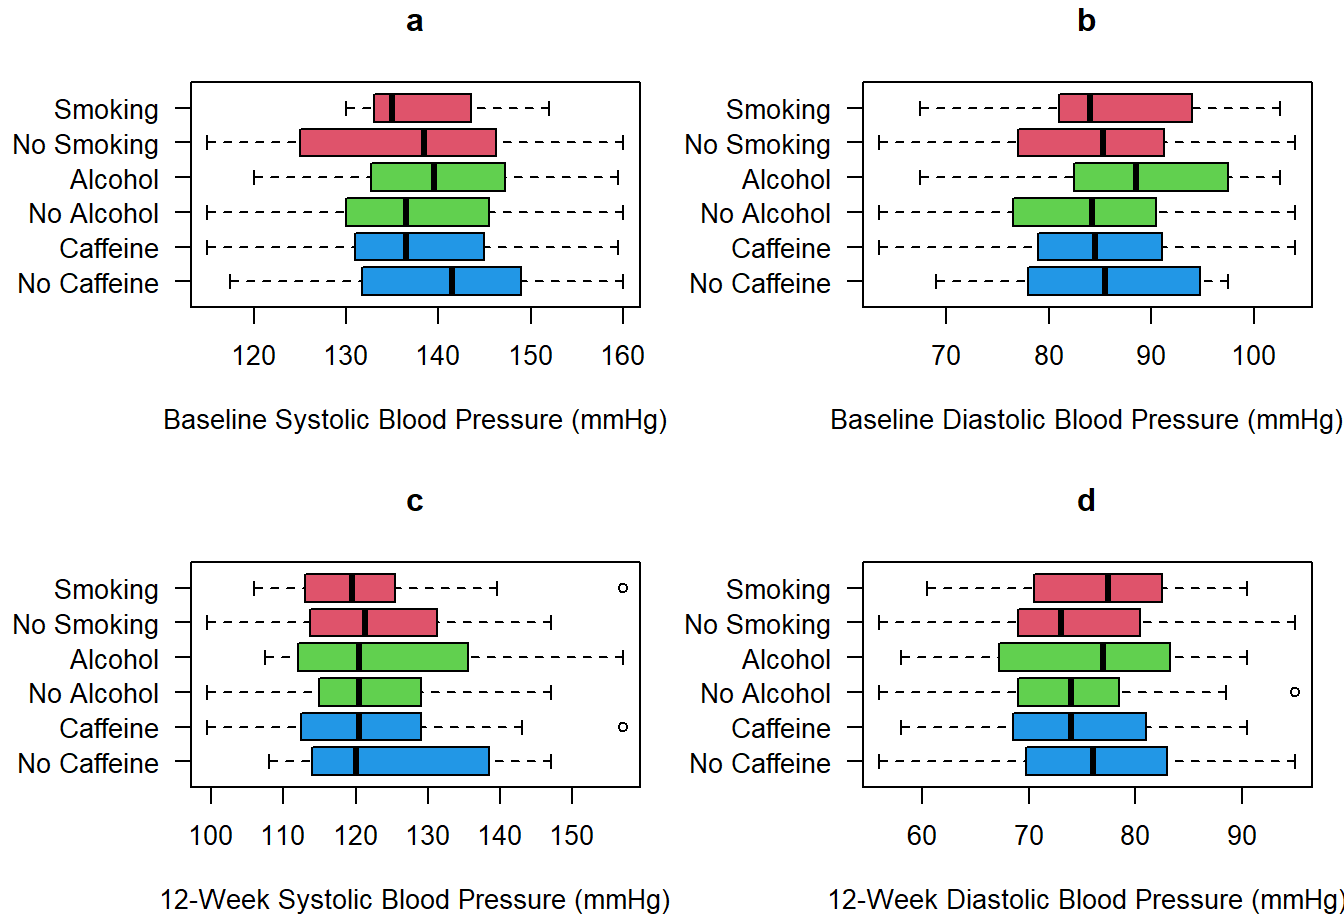 a
Smoking
No Smoking
Alcohol
No Alcohol
Caffeine
No Caffeine
120 130 140 150 160
Baseline Systolic Blood Pressure (mmHg)
b
Smoking
No Smoking
Alcohol
No Alcohol
Caffeine
No Caffeine
70 80 90 100
Baseline Diastolic Blood Pressure (mmHg)
c
Smoking
No Smoking
Alcohol
No Alcohol
Caffeine
No Caffeine
100 110 120 130 140 150
12-Week Systolic Blood Pressure (mmHg)
d
Smoking
No Smoking
Alcohol
No Alcohol
Caffeine
No Caffeine
60 70 80 90
12-Week Diastolic Blood Pressure (mmHg)